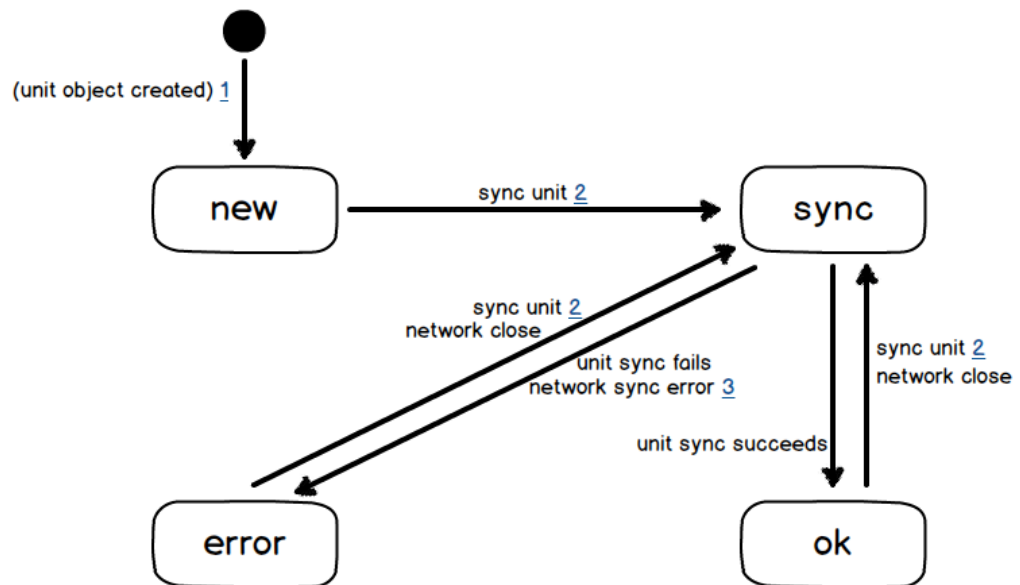 (unit object created) 1
new
sync unit 2
sync
sync unit 2
network close
unit sync fails
network sync error 3
sync unit 2
network close
unit sync succeeds
error
ok